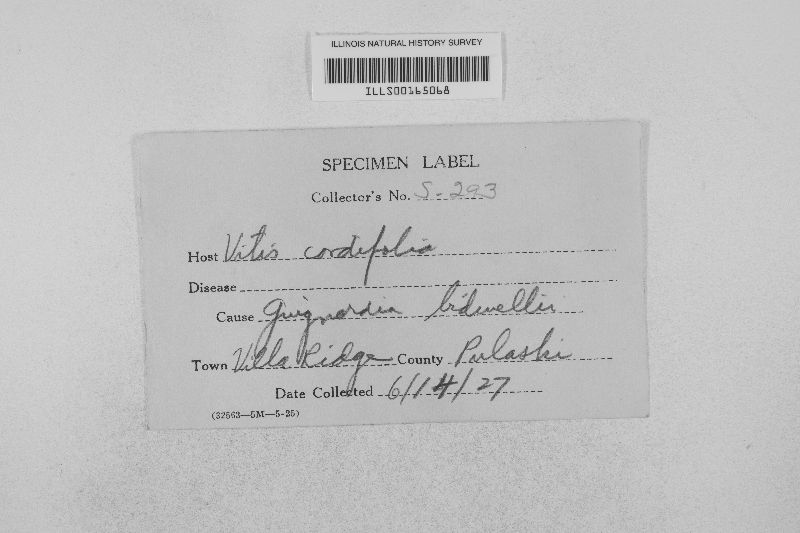 ILLINOIS NATURAL HISTORY SURVEY
ILLS00165068
SPECIMEN LABEL
Collector's No. S-293
Host Vitis cordifolia
Disease
Cause Guignardia bidwellii
Town Villa Ridge County Pulaski
Date Collected 6/14/27
(32563—5M—5-25)